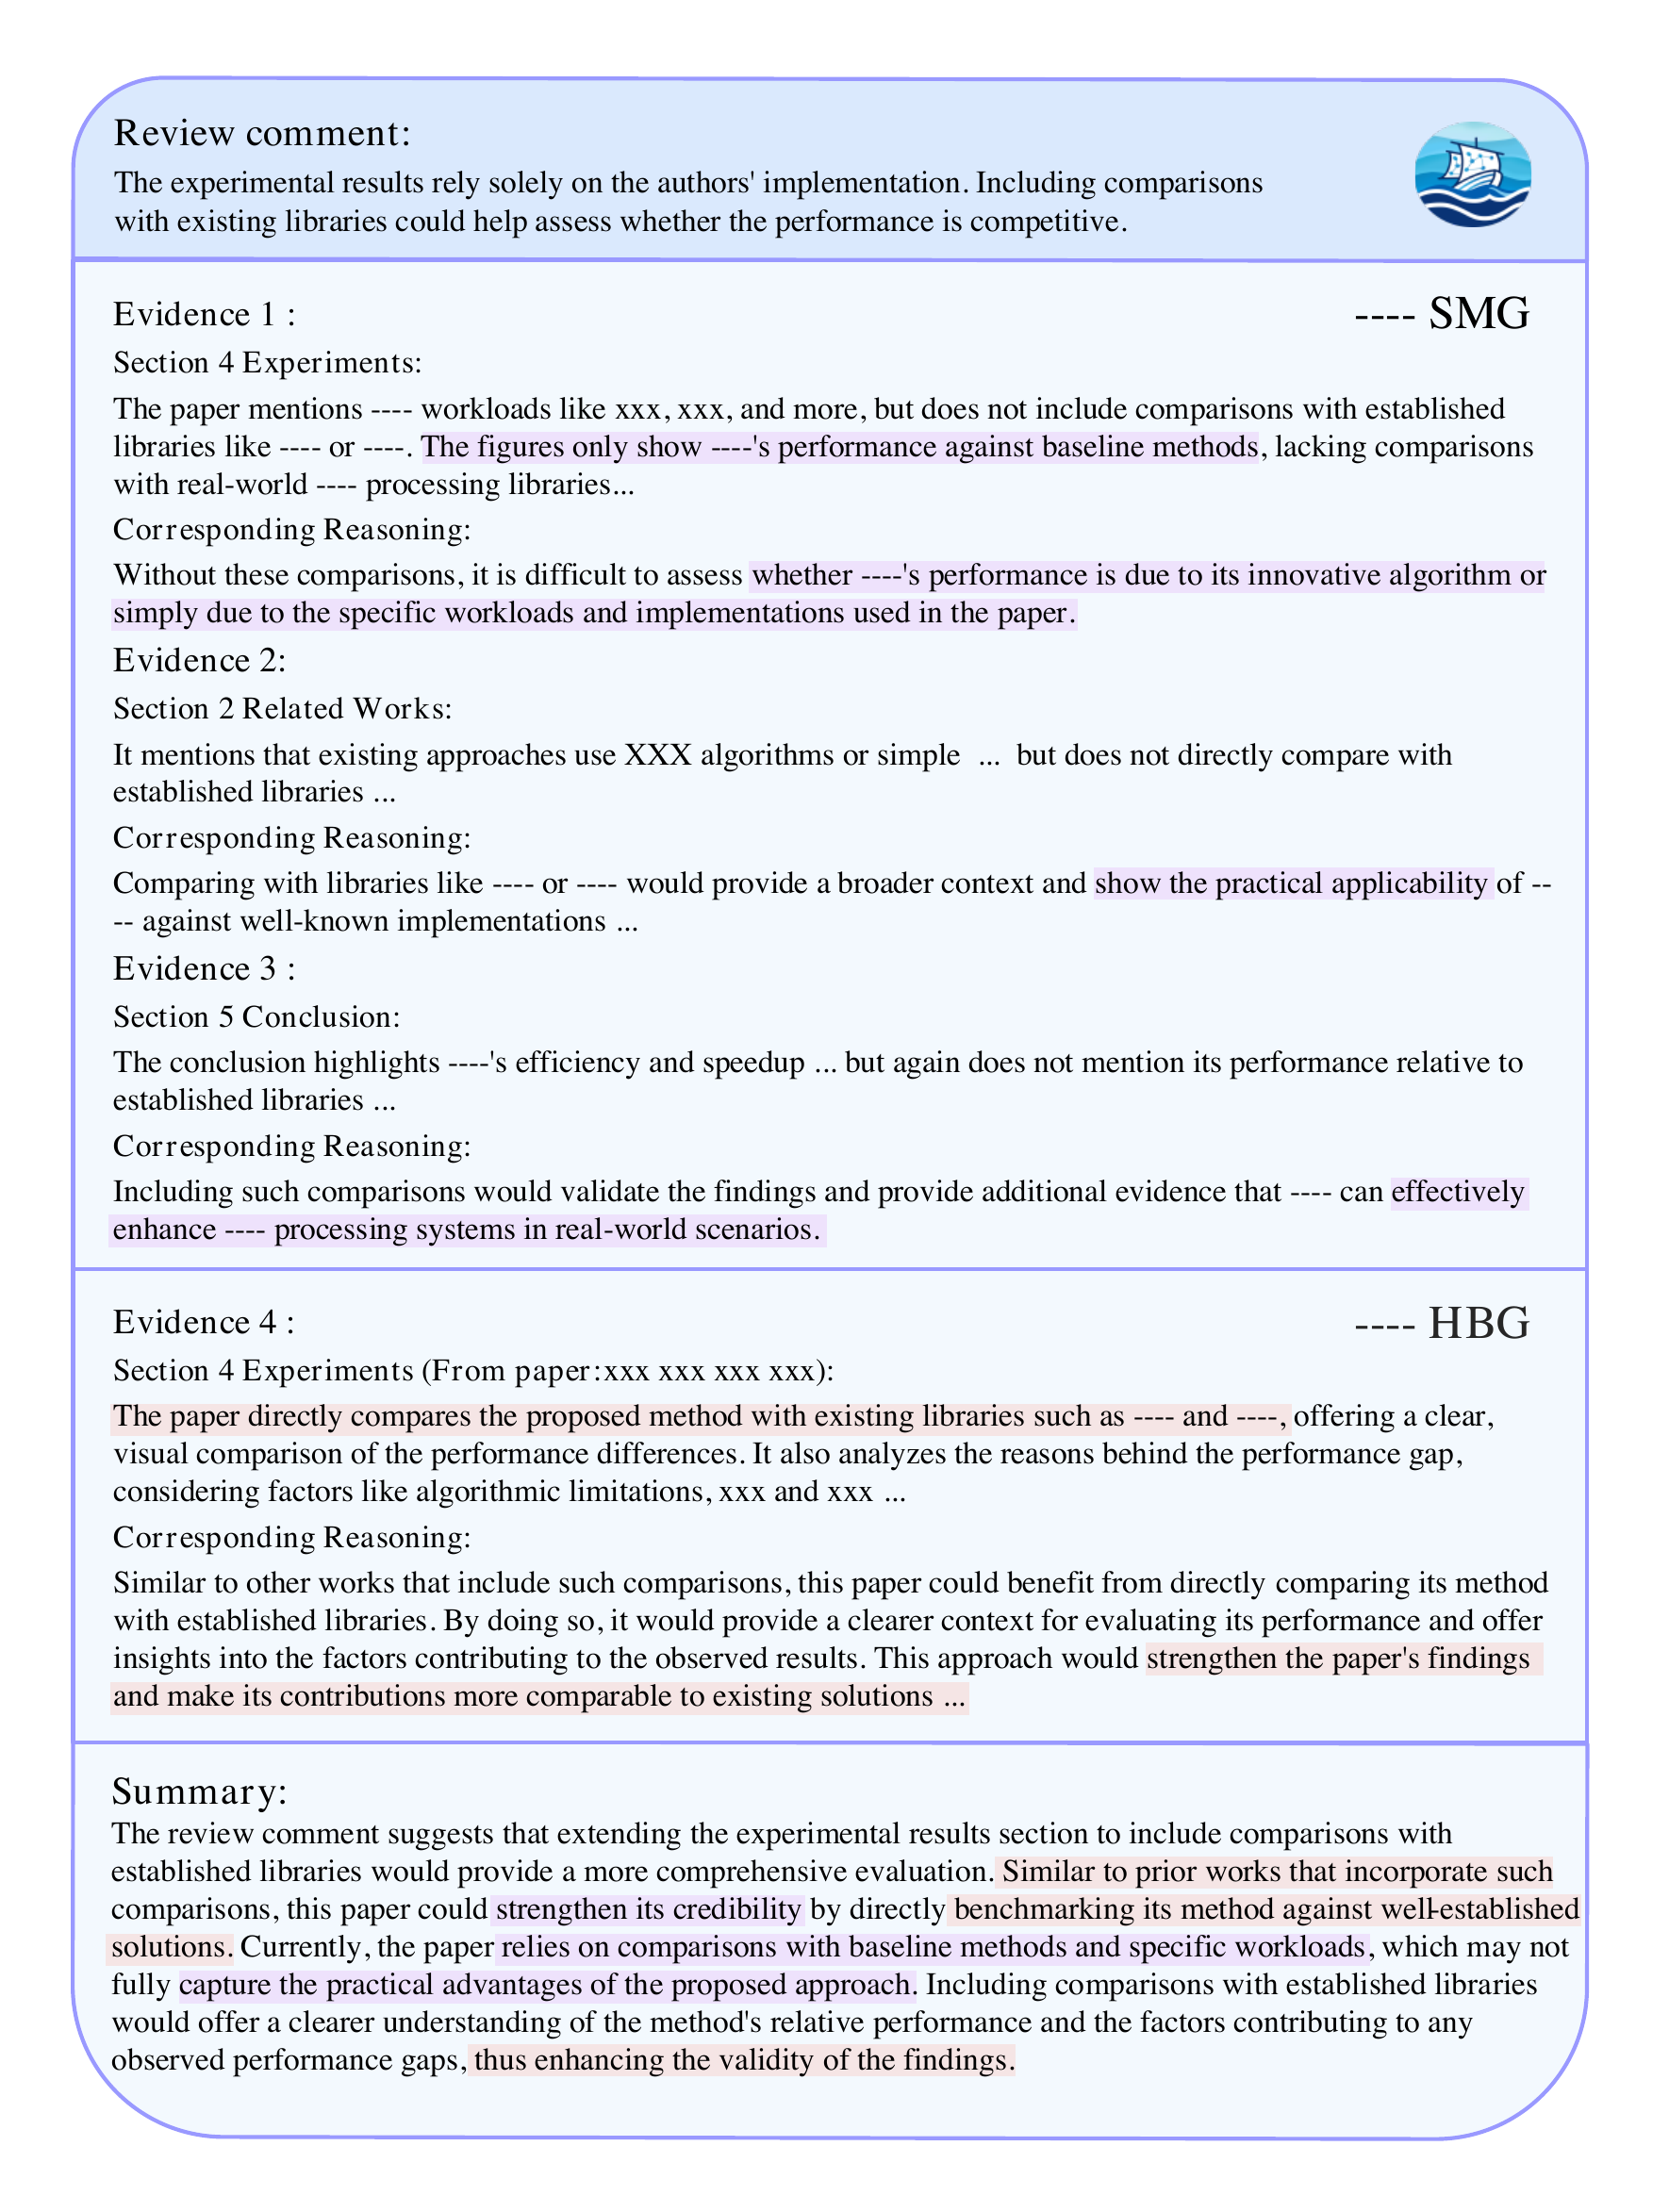 Review comment:
The experimental results rely solely on the authors' implementation. Including comparisons
with existing libraries could help assess whether the performance is competitive.
Evidence 1 :
---- SMG
Section 4 Experiments:
The paper mentions ---- workloads like xxx, xxx, and more, but does not include comparisons with established
libraries like ---- or ----. The figures only show ----'s performance against baseline methods, lacking comparisons
with real-world ---- processing libraries...
Corresponding Reasoning:
Without these comparisons, it is difficult to assess whether ----'s performance is due to its innovative algorithm or
simply due to the specific workloads and implementations used in the paper.
Evidence 2:
Section 2 Related Works:
It mentions that existing approaches use XXX algorithms or simple ... but does not directly compare with
established libraries ...
Corresponding Reasoning:
Comparing with libraries like ---- or ---- would provide a broader context and show the practical applicability of --
-- against well-known implementations ...
Evidence 3 :
Section 5 Conclusion:
The conclusion highlights ----'s efficiency and speedup ... but again does not mention its performance relative to
established libraries ...
Corresponding Reasoning:
Including such comparisons would validate the findings and provide additional evidence that ---- can effectively
enhance ---- processing systems in real-world scenarios.
Evidence 4 :
---- HBG
Section 4 Experiments (From paper:xxx xxx xxx xxx):
The paper directly compares the proposed method with existing libraries such as ---- and ----, offering a clear,
visual comparison of the performance differences. It also analyzes the reasons behind the performance gap,
considering factors like algorithmic limitations, xxx and xxx ...
Corresponding Reasoning:
Similar to other works that include such comparisons, this paper could benefit from directly comparing its method
with established libraries. By doing so, it would provide a clearer context for evaluating its performance and offer
insights into the factors contributing to the observed results. This approach would strengthen the paper's findings
and make its contributions more comparable to existing solutions ...
Summary:
The review comment suggests that extending the experimental results section to include comparisons with
established libraries would provide a more comprehensive evaluation. Similar to prior works that incorporate such
comparisons, this paper could strengthen its credibility by directly benchmarking its method against well-established
solutions. Currently, the paper relies on comparisons with baseline methods and specific workloads, which may not
fully capture the practical advantages of the proposed approach. Including comparisons with established libraries
would offer a clearer understanding of the method's relative performance and the factors contributing to any
observed performance gaps, thus enhancing the validity of the findings.